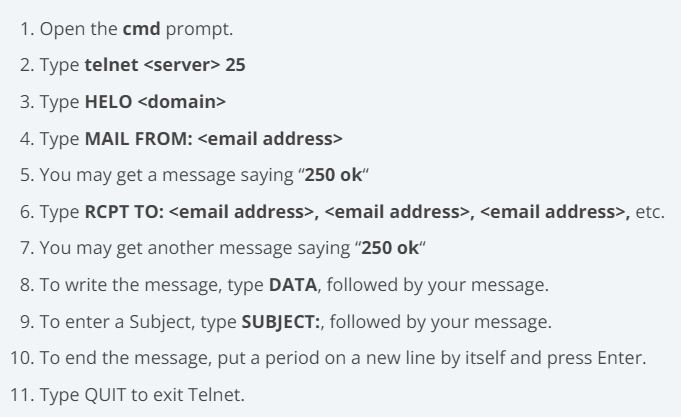 1. Open the cmd prompt.
2. Type telnet <server> 25
3. Type HELO <domain>
4. Type MAIL FROM: <email address>
5. You may get a message saying “250 ok“
6. Type RCPT TO: <email address>, <email address>, <email address>, etc.
7. You may get another message saying “250 ok“
8. To write the message, type DATA, followed by your message.
9. To enter a Subject, type SUBJECT:, followed by your message.
10. To end the message, put a period on a new line by itself and press Enter.
11. Type QUIT to exit Telnet.